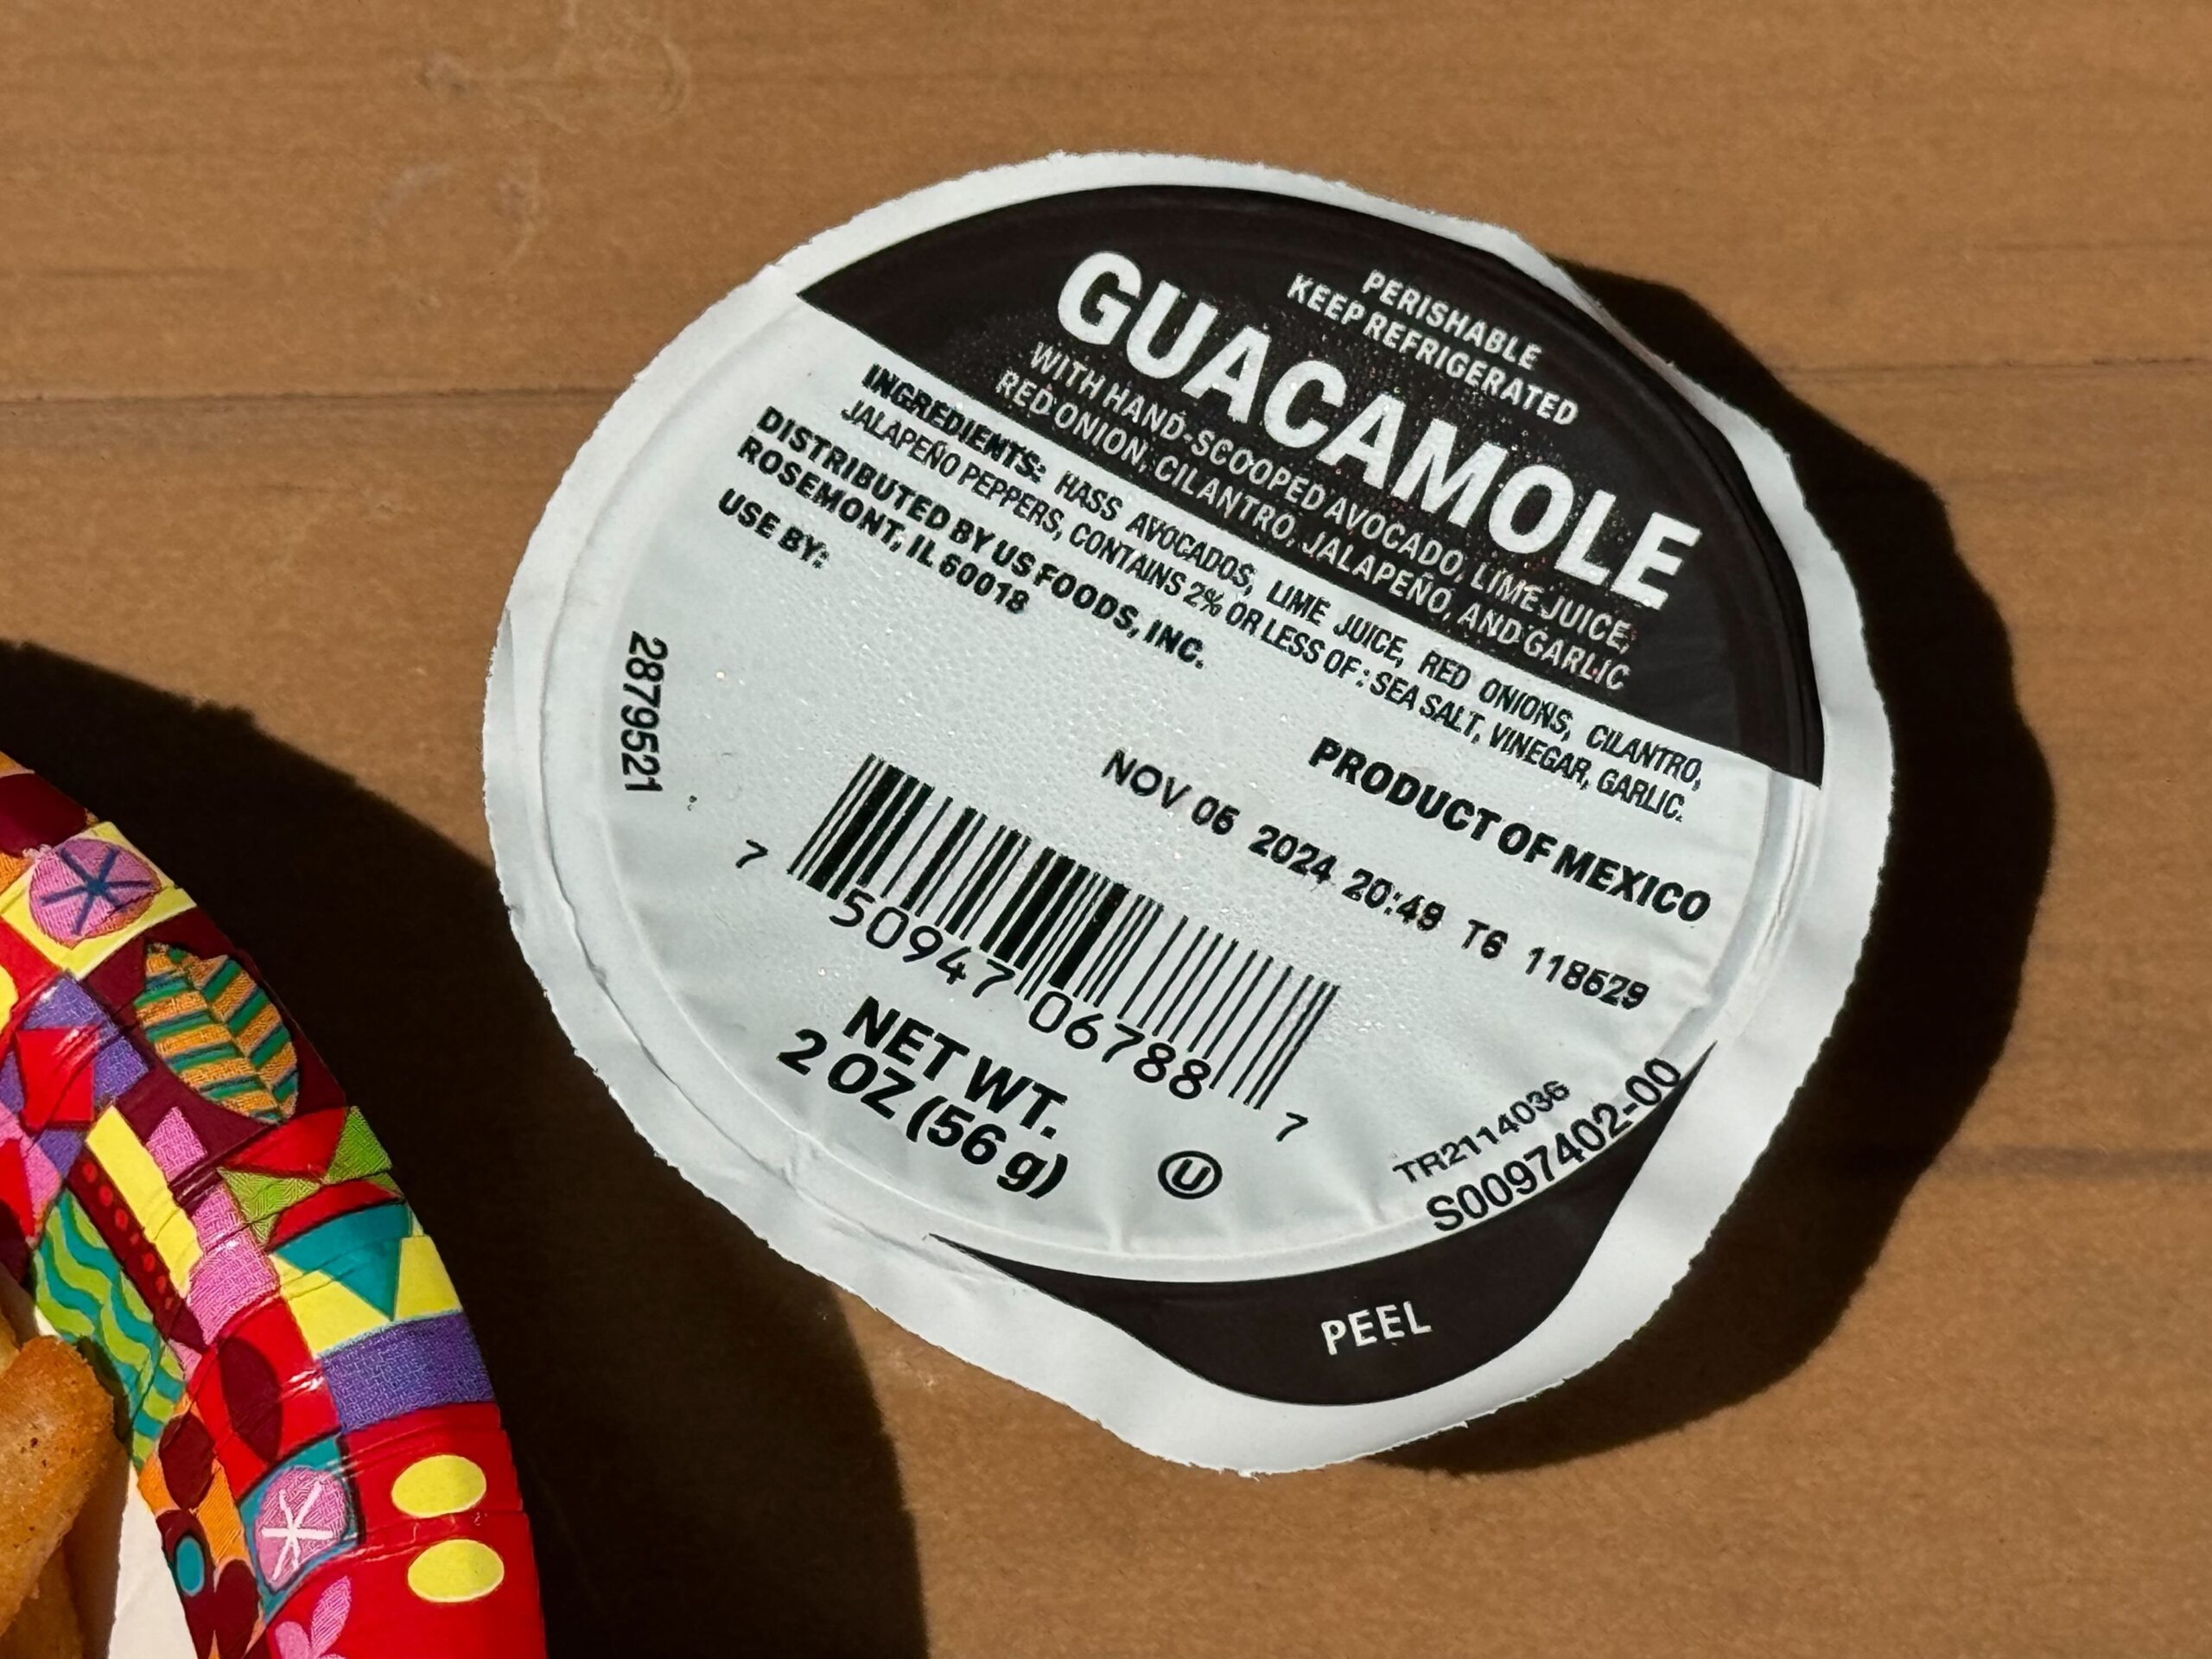 PERISHABLE
KEEP REFRIGERATED
GUACAMOLE
WITH HAND-SCOOPED AVOCADO, LIME JUICE,
RED ONION, CILANTRO, JALAPEÑO, AND GARLIC
INGREDIENTS: HASS AVOCADOS, LIME JUICE, RED ONIONS, CILANTRO,
JALAPEÑO PEPPERS, CONTAINS 2% OR LESS OF: SEA SALT, VINEGAR, GARLIC.
DISTRIBUTED BY US FOODS, INC.
ROSEMONT, IL 60018
PRODUCT OF MEXICO
USE BY:
NOV 06 2024 20:49 T6 118629
2879521
7 50947 06788 7
NET WT.
2 OZ (56 g)
U
TR2114036
S0097402-00
PEEL